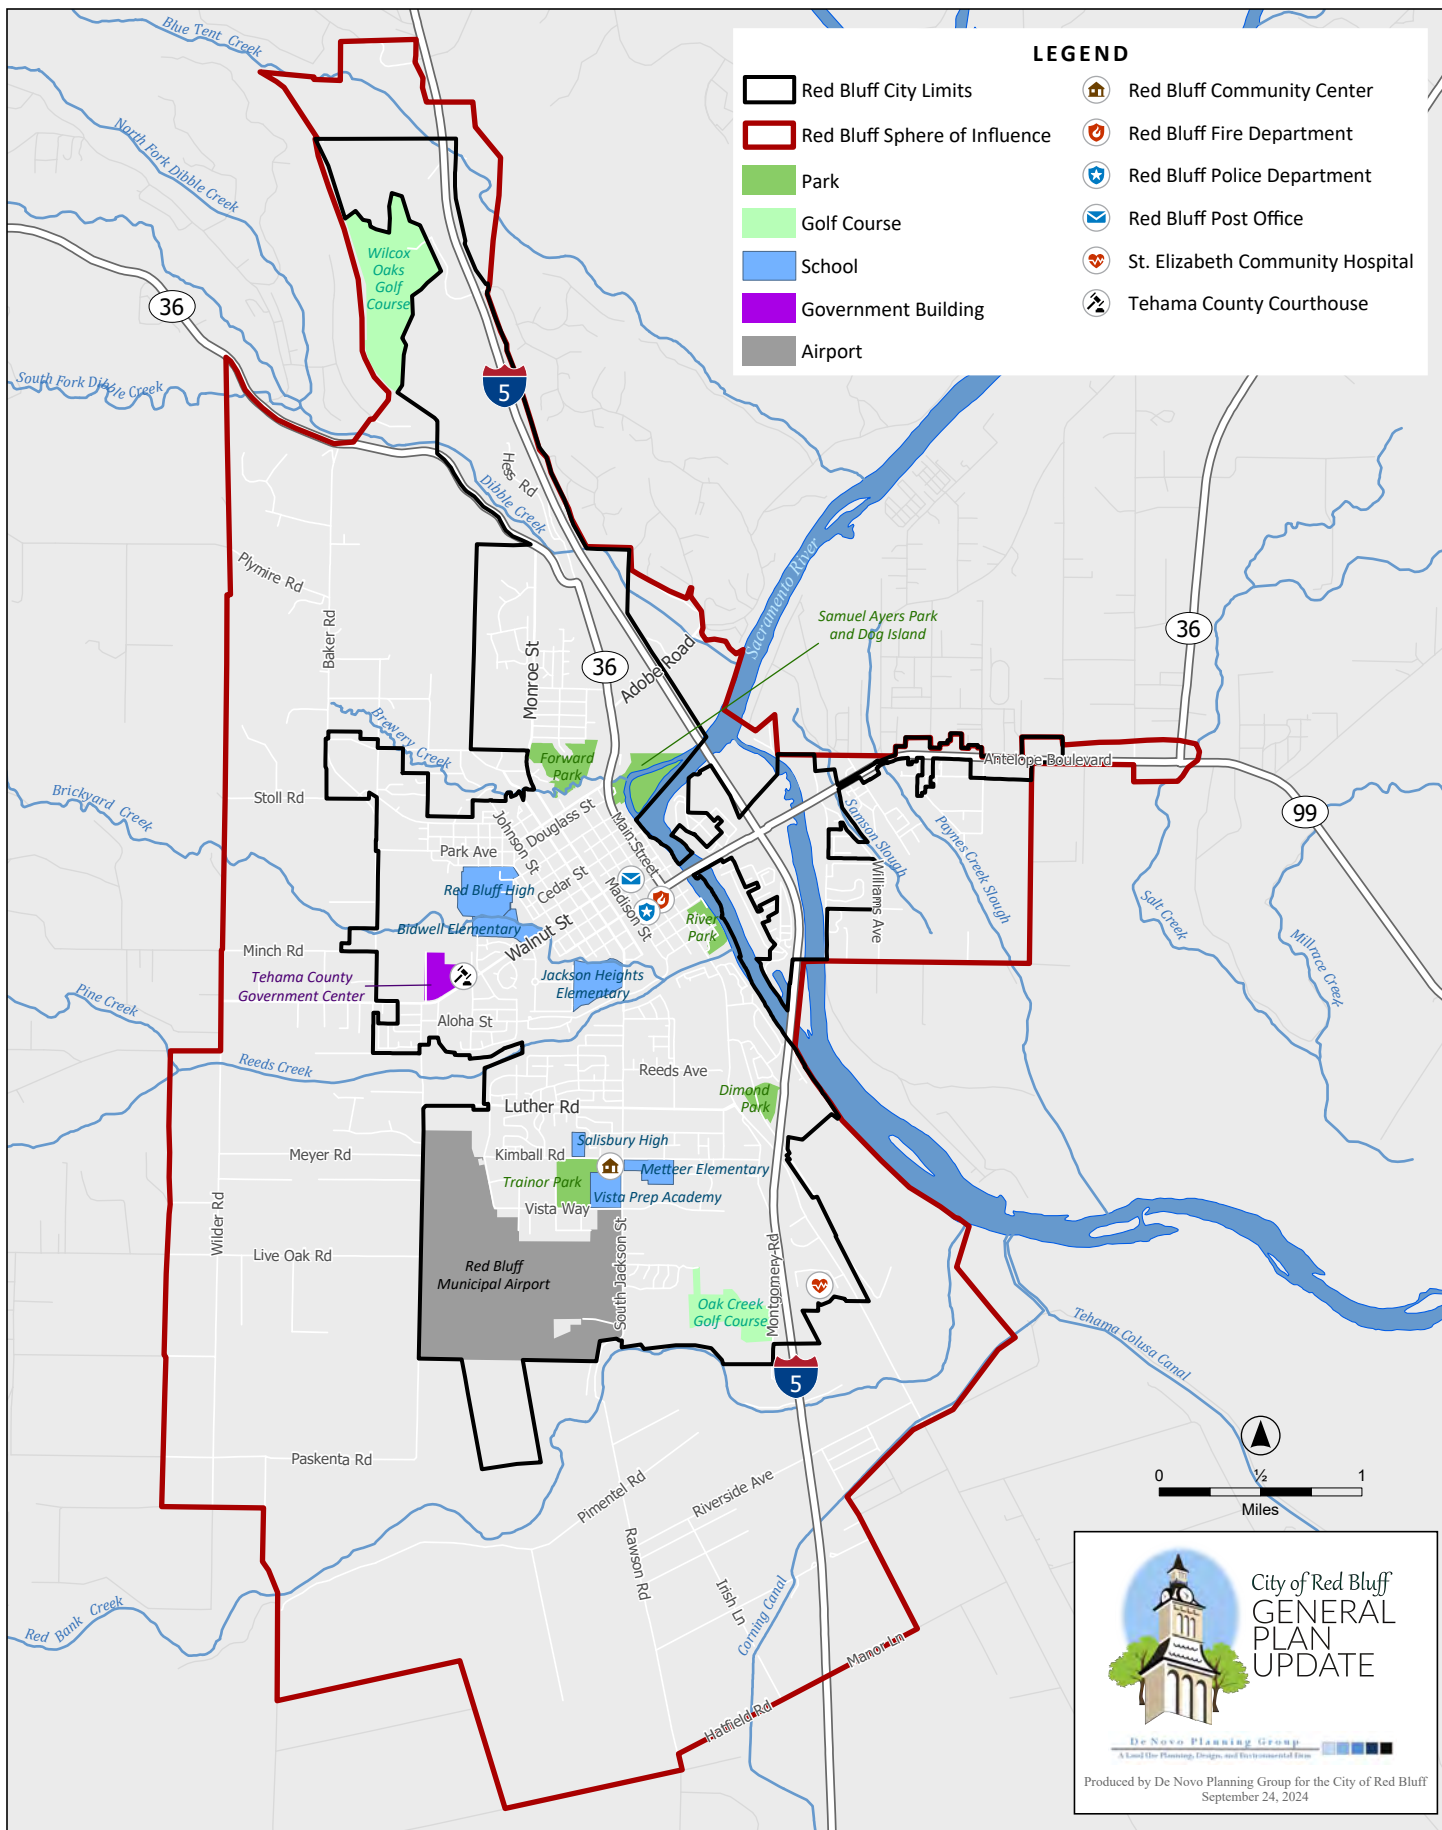 LEGEND
Red Bluff City Limits
Red Bluff Sphere of Influence
Park
Golf Course
School
Government Building
Airport
Red Bluff Community Center
Red Bluff Fire Department
Red Bluff Police Department
Red Bluff Post Office
St. Elizabeth Community Hospital
Tehama County Courthouse
Blue Tent Creek
North Fork Dibble Creek
Wilcox
Oaks
Golf
Course
36
South Fork Dibble Creek
5
Hess Rd
Dibble Creek
Plymire Rd
Baker Rd
Monroe St
36
Adobe Road
Sacramento River
Samuel Ayers Park
and Dog Island
36
Brewery Creek
Forward
Park
Antelope Boulevard
Stoll Rd
Brickyard Creek
99
Johnson St
Douglass St
Main Street
Samson Slough
Paynes Creek Slough
Park Ave
Cedar St
Madison St
Williams Ave
Red Bluff High
Bidwell Elementary
Walnut St
River
Park
Salt Creek
Millrace Creek
Minch Rd
Tehama County
Government Center
Jackson Heights
Elementary
Pine Creek
Aloha St
Reeds Creek
Reeds Ave
Dimond
Park
Luther Rd
Salisbury High
Meyer Rd
Kimball Rd
Metteer Elementary
Trainor Park
Vista Prep Academy
Vista Way
Wilder Rd
Live Oak Rd
Red Bluff
Municipal Airport
South Jackson St
Montgomery Rd
Oak Creek
Golf Course
Tehama Colusa Canal
5
Paskenta Rd
Pimentel Rd
Riverside Ave
Rawson Rd
Irish Ln
Corning Canal
Red Bank Creek
Manor Ln
Hatfield Rd
0 ½ 1
Miles
City of Red Bluff
GENERAL
PLAN
UPDATE
De Novo Planning Group
A Land Use Planning, Design, and Environmental Firm
Produced by De Novo Planning Group for the City of Red Bluff
September 24, 2024